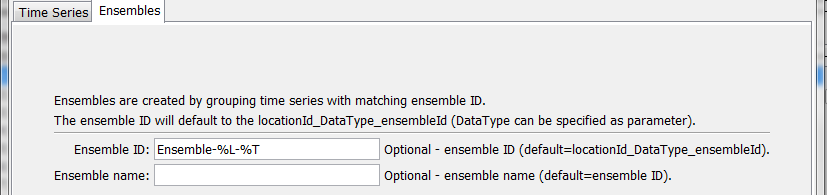 Time Series Ensembles
Ensembles are created by grouping time series with matching ensemble ID.
The ensemble ID will default to the locationId_DataType_ensembleId (DataType can be specified as parameter).
Ensemble ID: Ensemble-%L-%T Optional - ensemble ID (default=locationId_DataType_ensembleId).
Ensemble name: Optional - ensemble name (default=ensemble ID).